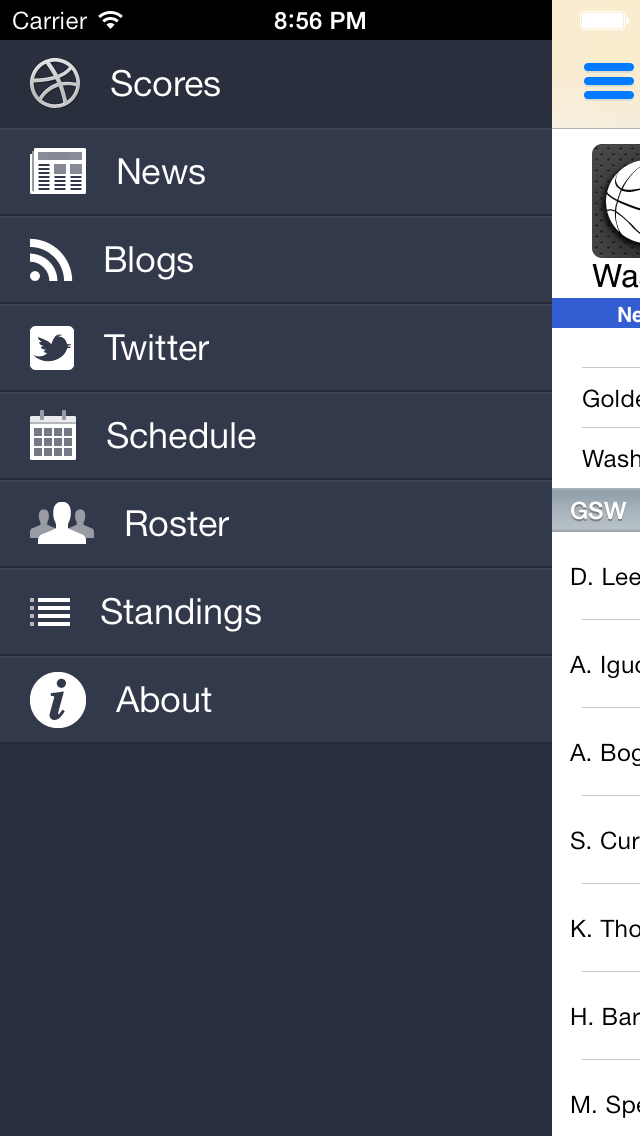 Carrier 8:56 PM
Scores
News
Blogs
Twitter
Schedule
Roster
Standings
About
Was
Ne
Golde
Wash
GSW
D. Lee
A. Iguo
A. Bog
S. Cur
K. Tho
H. Bar
M. Spe